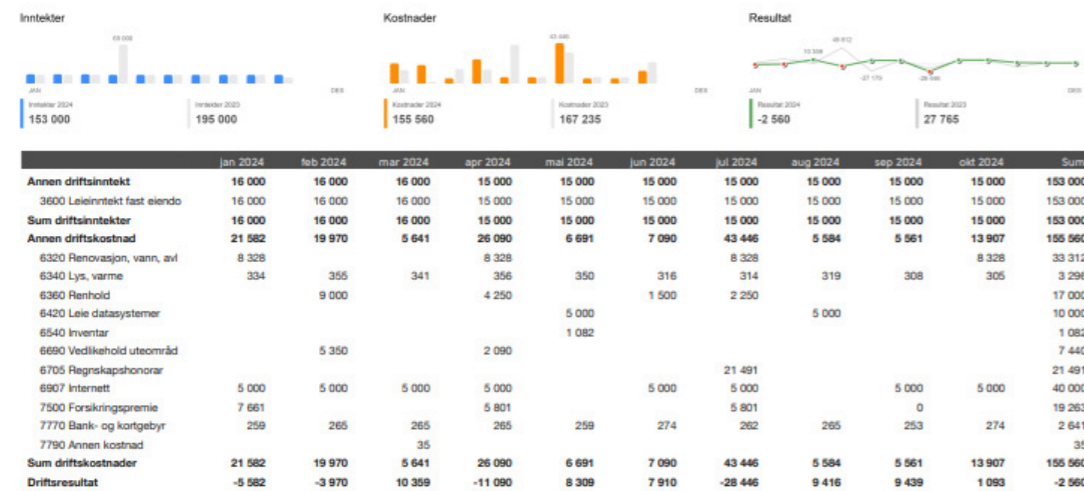 Inntekter Kostnader Resultat
68 000 43 446 48 612
10 359
-27 179 -28 446
JAN DES JAN DES JAN DES
Inntekter 2024 Inntekter 2023 Kostnader 2024 Kostnader 2023 Resultat 2024 Resultat 2023
153 000 195 000 155 560 167 235 -2 560 27 765
jan 2024 feb 2024 mar 2024 apr 2024 mai 2024 jun 2024 jul 2024 aug 2024 sep 2024 okt 2024 Sum
Annen driftsinntekt 16 000 16 000 16 000 15 000 15 000 15 000 15 000 15 000 15 000 15 000 153 000
3600 Leieinntekt fast eiendo 16 000 16 000 16 000 15 000 15 000 15 000 15 000 15 000 15 000 15 000 153 000
Sum driftsinntekter 16 000 16 000 16 000 15 000 15 000 15 000 15 000 15 000 15 000 15 000 153 000
Annen driftskostnad 21 582 19 970 5 641 26 090 6 691 7 090 43 446 5 584 5 561 13 907 155 560
6320 Renovasjon, vann, avl 8 328 8 328 8 328 8 328 33 312
6340 Lys, varme 334 355 341 356 350 316 314 319 308 305 3 296
6360 Renhold 9 000 4 250 1 500 2 250 17 000
6420 Leie datasystemer 5 000 5 000 10 000
6540 Inventar 1 082 1 082
6690 Vedlikehold uteområd 5 350 2 090 7 440
6705 Regnskapshonorar 21 491 21 491
6907 Internett 5 000 5 000 5 000 5 000 5 000 5 000 5 000 5 000 40 000
7500 Forsikringspremie 7 661 5 801 5 801 0 19 263
7770 Bank- og kortgebyr 259 265 265 265 259 274 262 265 253 274 2 641
7790 Annen kostnad 35 35
Sum driftskostnader 21 582 19 970 5 641 26 090 6 691 7 090 43 446 5 584 5 561 13 907 155 560
Driftsresultat -5 582 -3 970 10 359 -11 090 8 309 7 910 -28 446 9 416 9 439 1 093 -2 560